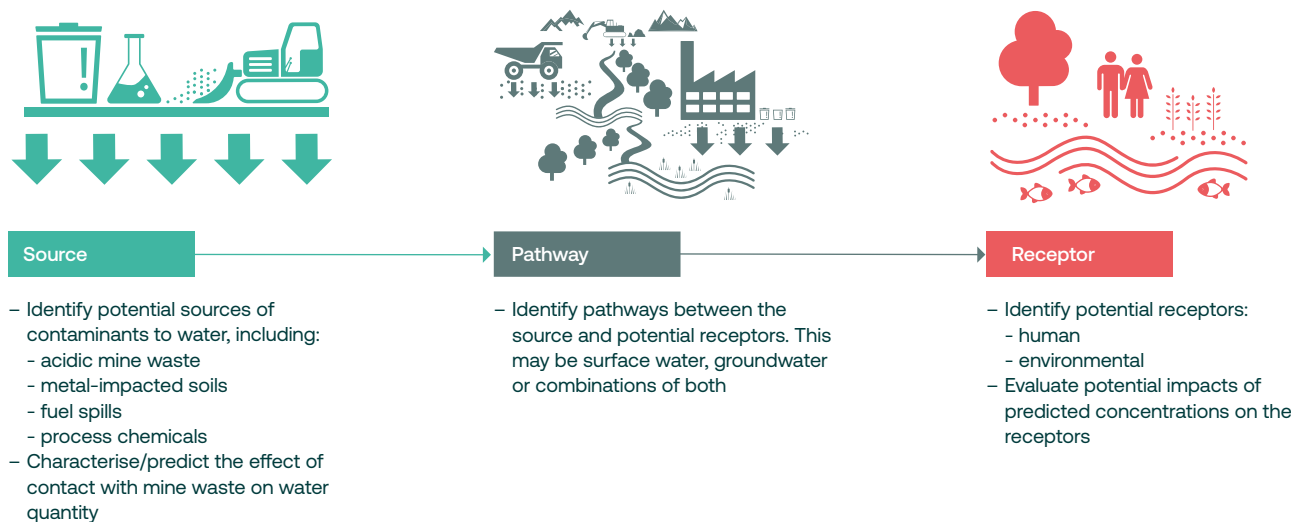 Source
– Identify potential sources of
contaminants to water, including:
- acidic mine waste
- metal-impacted soils
- fuel spills
- process chemicals
– Characterise/predict the effect of
contact with mine waste on water
quantity
Pathway
– Identify pathways between the
source and potential receptors. This
may be surface water, groundwater
or combinations of both
Receptor
– Identify potential receptors:
- human
- environmental
– Evaluate potential impacts of
predicted concentrations on the
receptors